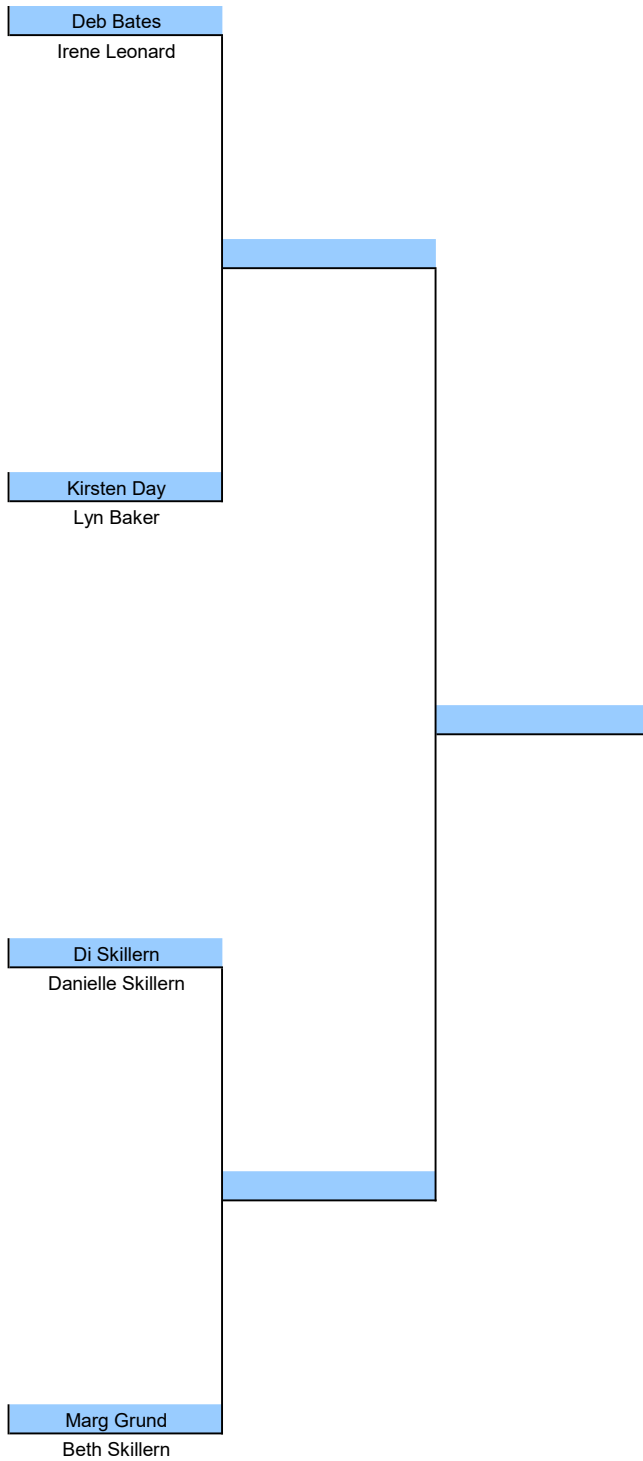 Deb Bates
Irene Leonard
Kirsten Day
Lyn Baker
Di Skillern
Danielle Skillern
Marg Grund
Beth Skillern